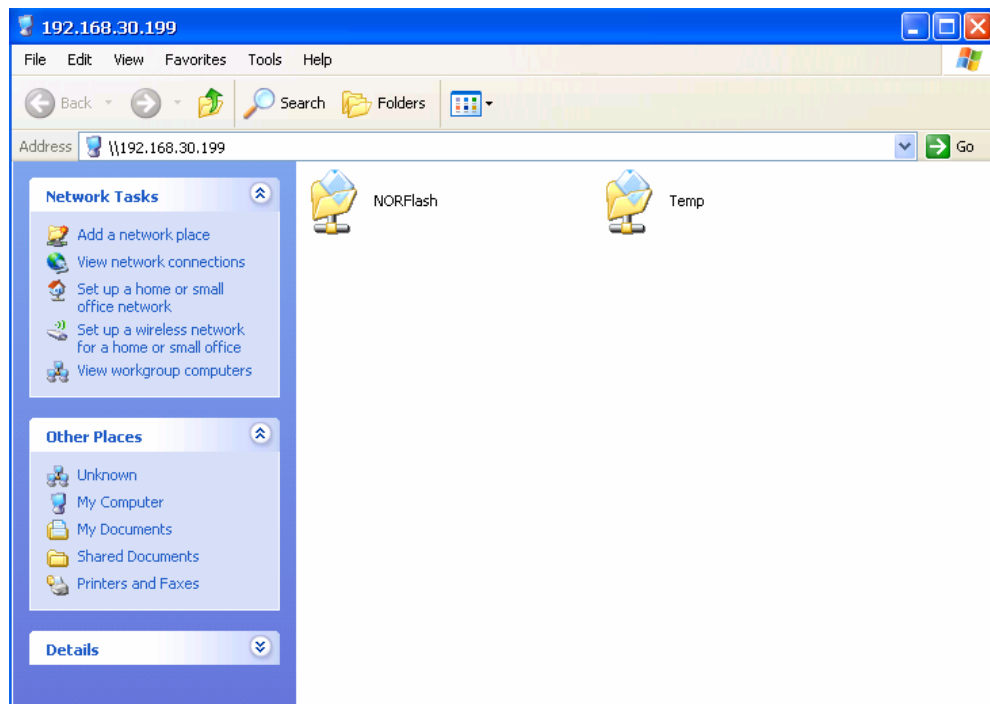 192.168.30.199
File Edit View Favorites Tools Help
Back Search Folders
Address \\192.168.30.199 Go
Network Tasks
Add a network place
View network connections
Set up a home or small
office network
Set up a wireless network
for a home or small office
View workgroup computers
Other Places
Unknown
My Computer
My Documents
Shared Documents
Printers and Faxes
Details
NORFlash
Temp